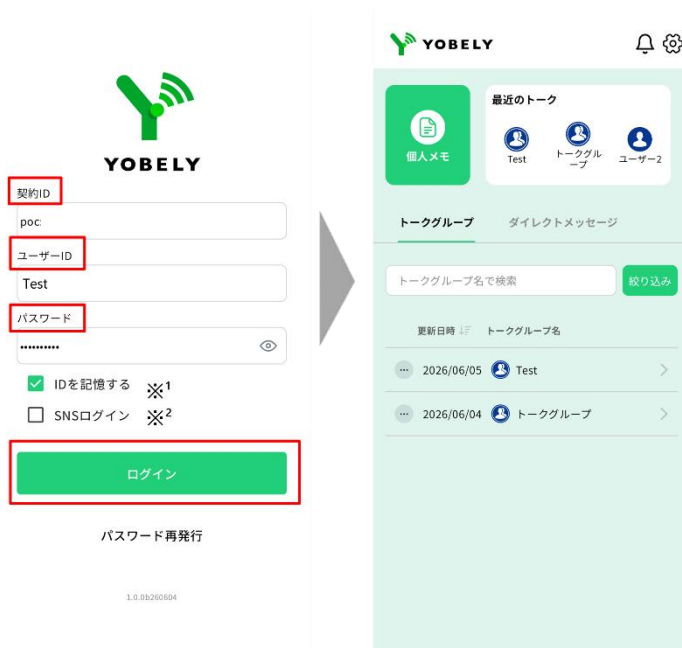 YOBELY
契約ID
poc:
ユーザーID
Test
パスワード
••••••••••
IDを記憶する ※1
SNSログイン ※2
ログイン
パスワード再発行
1.0.0b260604
YOBELY
個人メモ
最近のトーク
Test
トークグル
ープ
ユーザー2
トークグループ ダイレクトメッセージ
トークグループ名で検索 絞り込み
更新日時 トークグループ名
2026/06/05 Test
2026/06/04 トークグループ